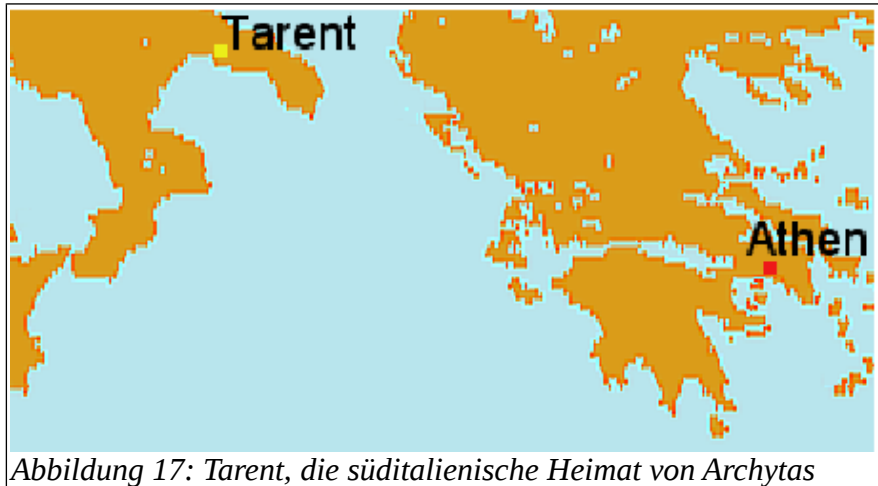 Tarent
Athen
Abbildung 17: Tarent, die süditalienische Heimat von Archytas